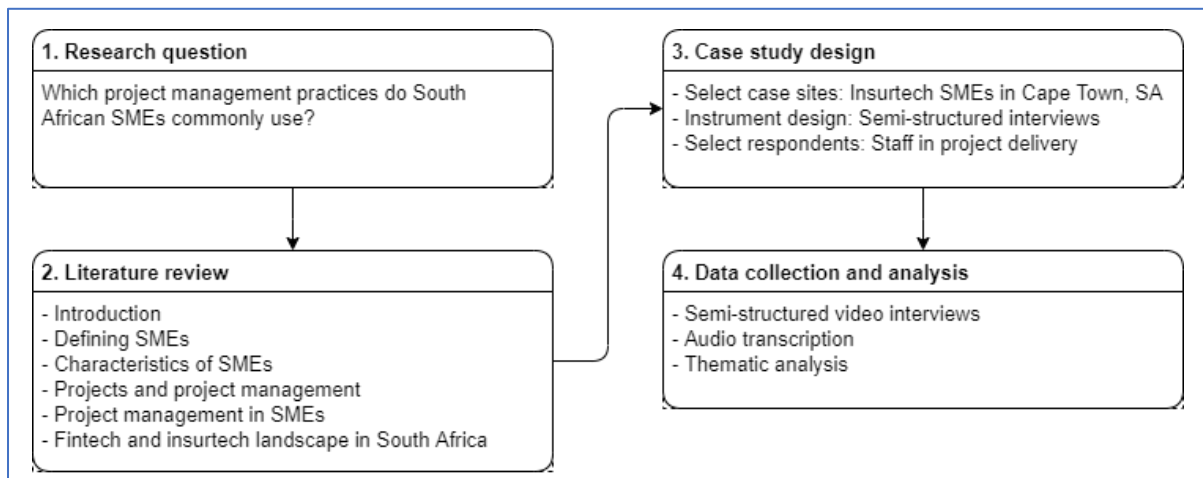 1. Research question
Which project management practices do South
African SMEs commonly use?
2. Literature review
- Introduction
- Defining SMEs
- Characteristics of SMEs
- Projects and project management
- Project management in SMEs
- Fintech and insurtech landscape in South Africa
3. Case study design
- Select case sites: Insurtech SMEs in Cape Town, SA
- Instrument design: Semi-structured interviews
- Select respondents: Staff in project delivery
4. Data collection and analysis
- Semi-structured video interviews
- Audio transcription
- Thematic analysis